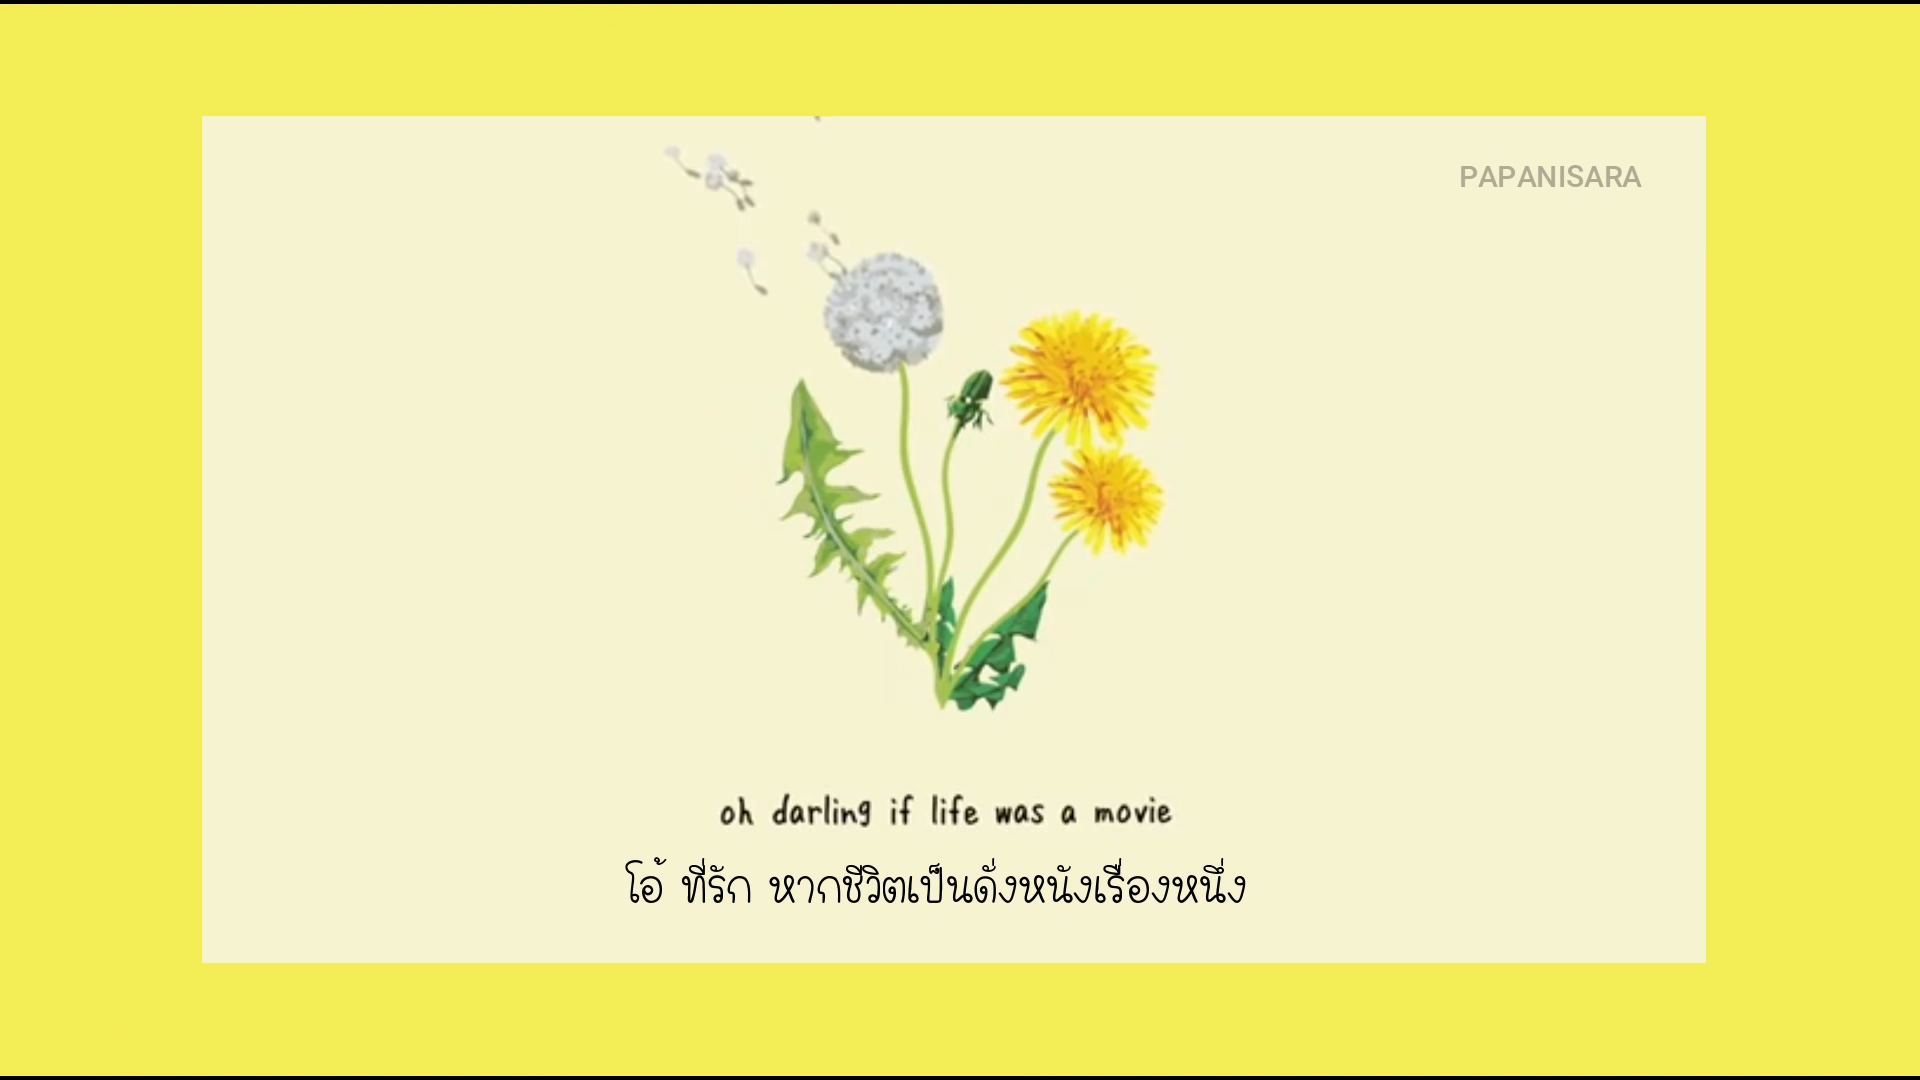 PAPANISARA
oh darling if life was a movie
โอ้ ที่รัก หากชีวิตเป็นดั่งหนังเรื่องหนึ่ง